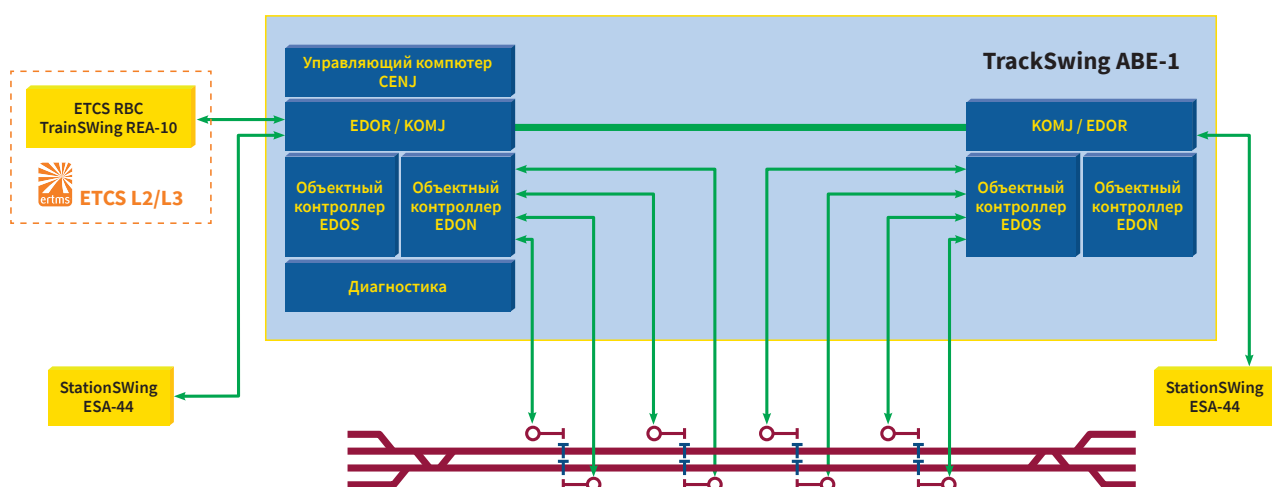 TrackSwing ABE-1
Управляющий компютер
CENJ
ETCS RBC
TrainSWing REA-10
EDOR / KOMJ
KOMJ / EDOR
ertms
ETCS L2/L3
Объектный
контроллер
EDOS
Объектный
контроллер
EDON
Объектный
контроллер
EDOS
Объектный
контроллер
EDON
Диагностика
StationSWing
ESA-44
StationSWing
ESA-44